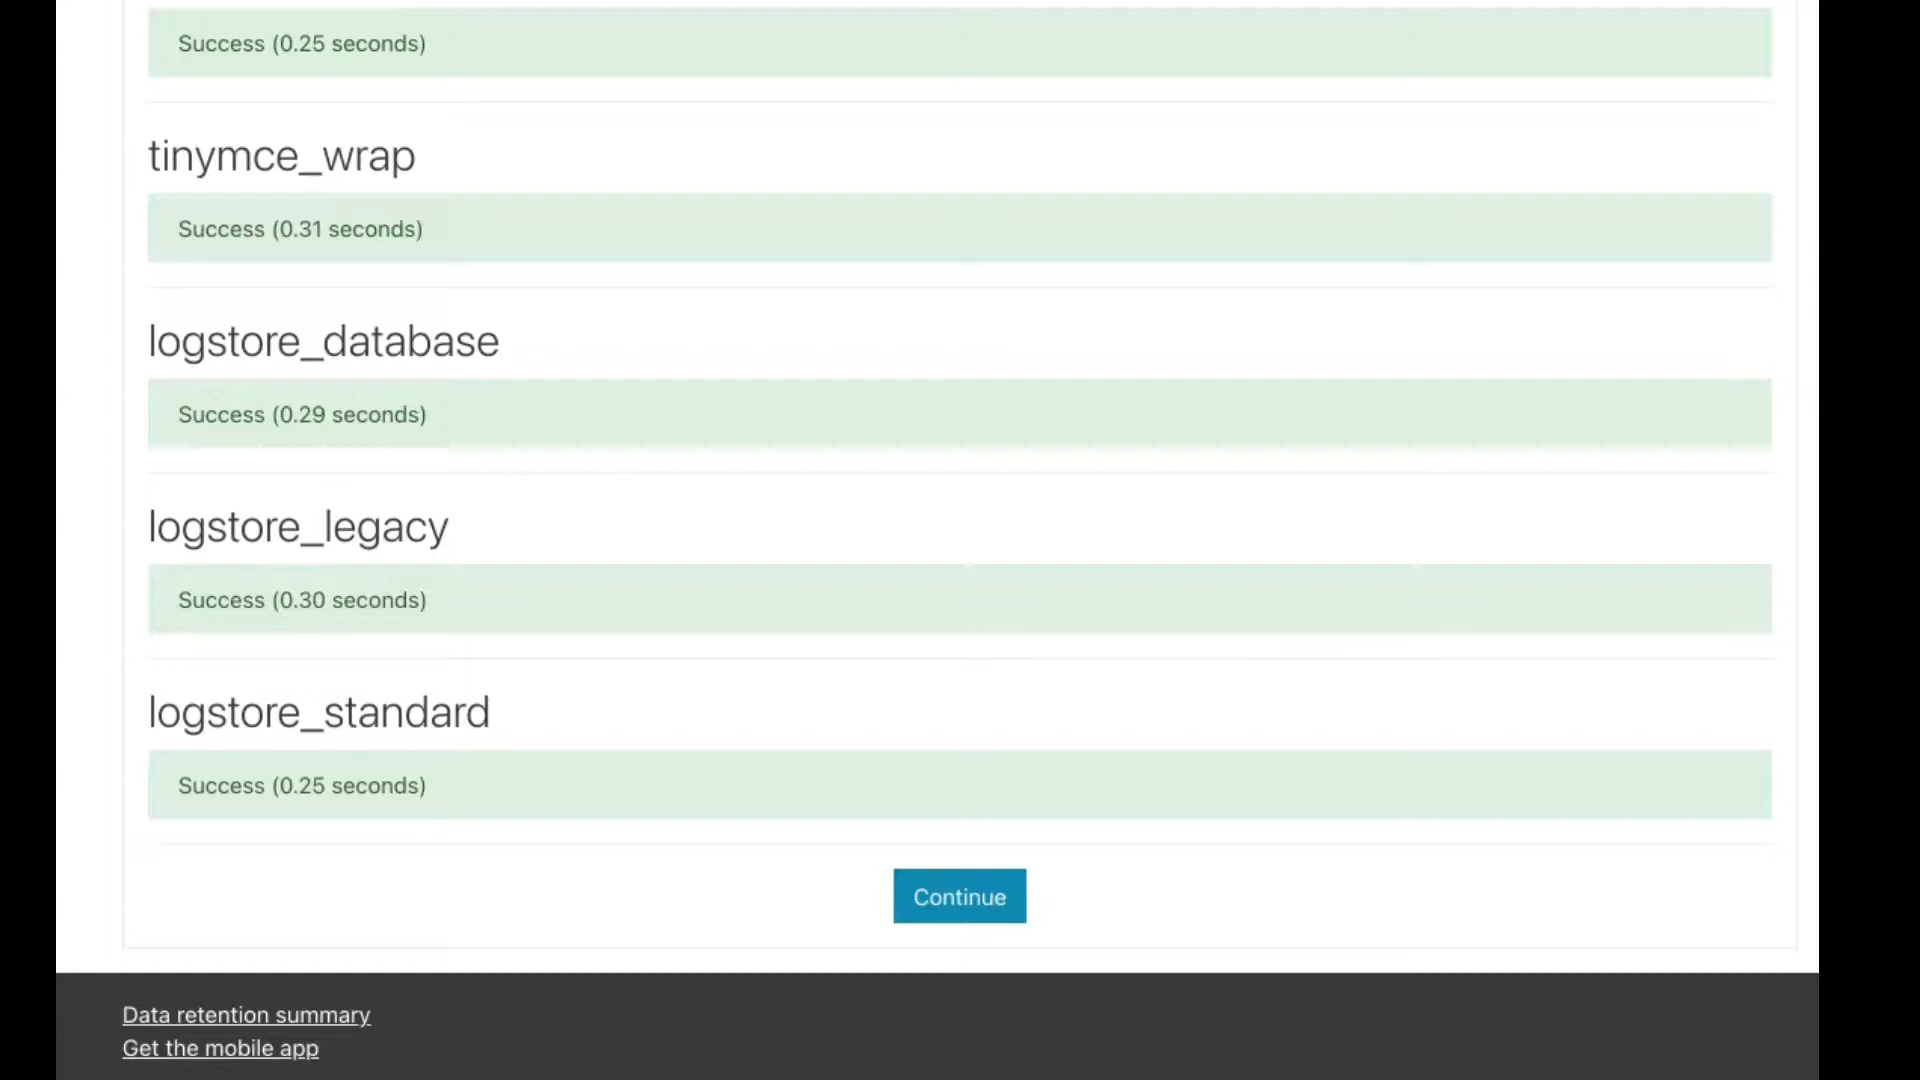 Success (0.25 seconds)
tinymce_wrap
Success (0.31 seconds)
logstore_database
Success (0.29 seconds)
logstore_legacy
Success (0.30 seconds)
logstore_standard
Success (0.25 seconds)
Continue
Data retention summary
Get the mobile app